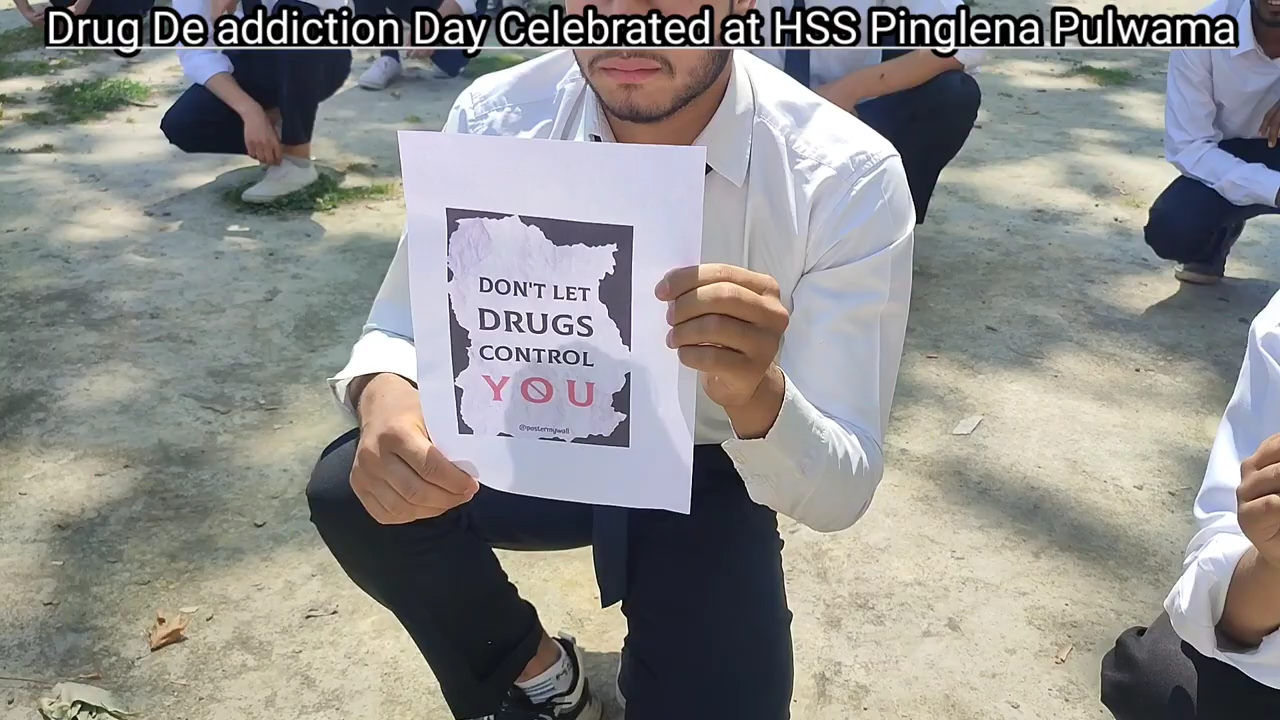 Drug De addiction Day Celebrated at HSS Pinglena Pulwama
DON'T LET
DRUGS
CONTROL
YOU
@postermywall